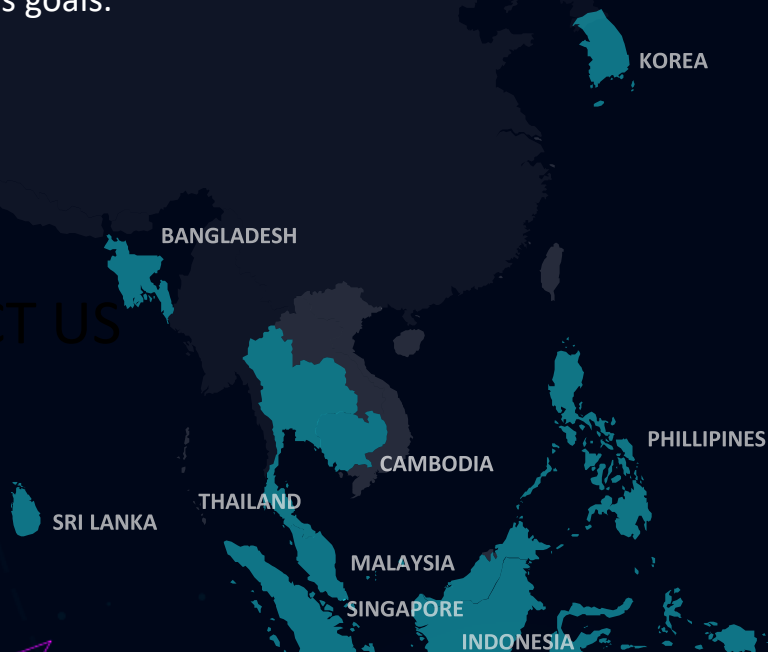 s goals.
KOREA
BANGLADESH
CT US
PHILLIPINES
CAMBODIA
THAILAND
SRI LANKA
MALAYSIA
SINGAPORE
INDONESIA